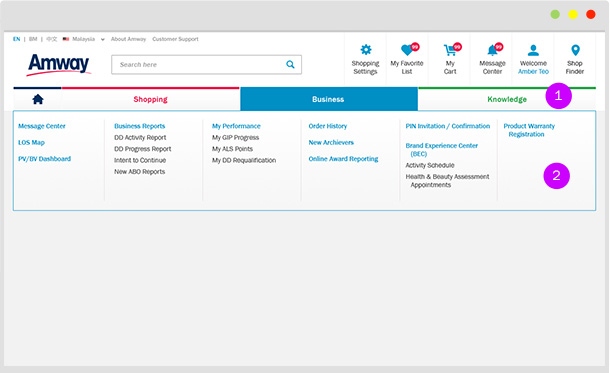 EN | BM | 中文 | Malaysia About Amway Customer Support
Amway
Search here
Shopping Settings
99
My Favorite List
99
My Cart
99
Message Center
Welcome Amber Teo
Shop Finder
Shopping
Business
Knowledge
1
Message Center
LOS Map
PV/BV Dashboard
Business Reports
DD Activity Report
DD Progress Report
Intent to Continue
New ABO Reports
My Performance
My GIP Progress
My ALS Points
My DD Requalification
Order History
New Archievers
Online Award Reporting
PIN Invitation / Confirmation
Brand Experience Center
(BEC)
Activity Schedule
Health & Beauty Assessment
Appointments
Product Warranty
Registration
2